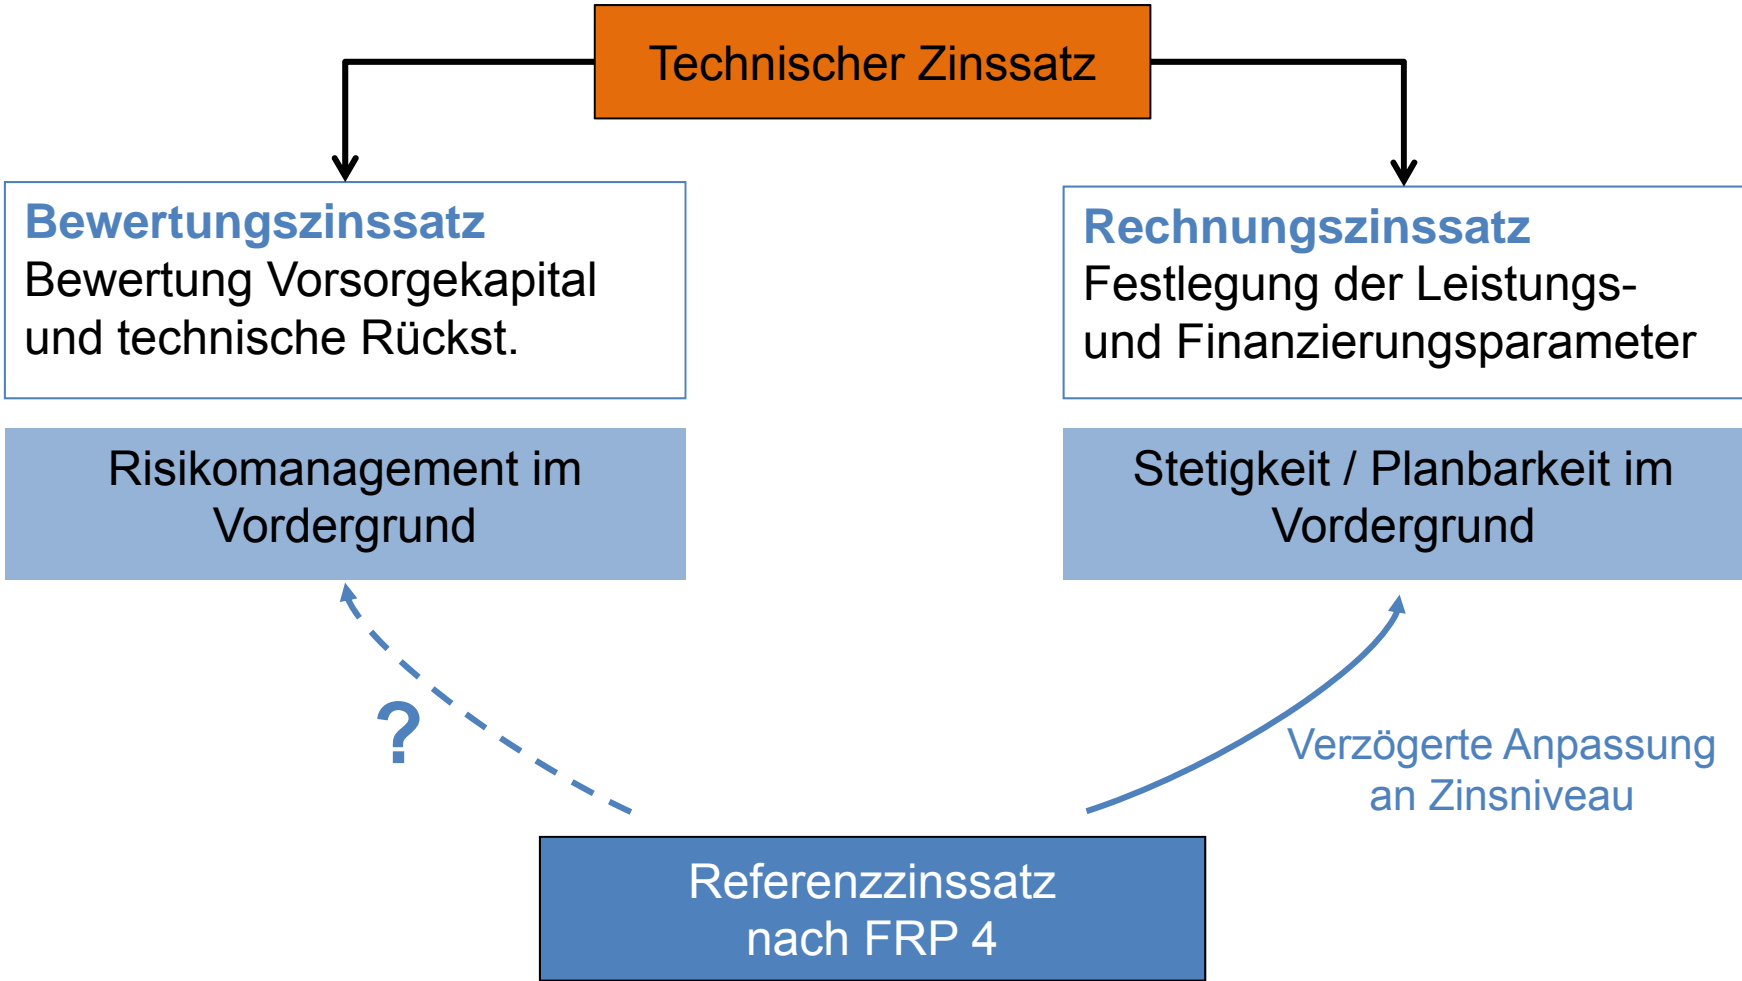 Technischer Zinssatz
Bewertungszinssatz
Bewertung Vorsorgekapital
und technische Rückst.
Rechnungszinssatz
Festlegung der Leistungs-
und Finanzierungsparameter
Risikomanagement im
Vordergrund
Stetigkeit / Planbarkeit im
Vordergrund
?
Verzögerte Anpassung
an Zinsniveau
Referenzzinssatz
nach FRP 4